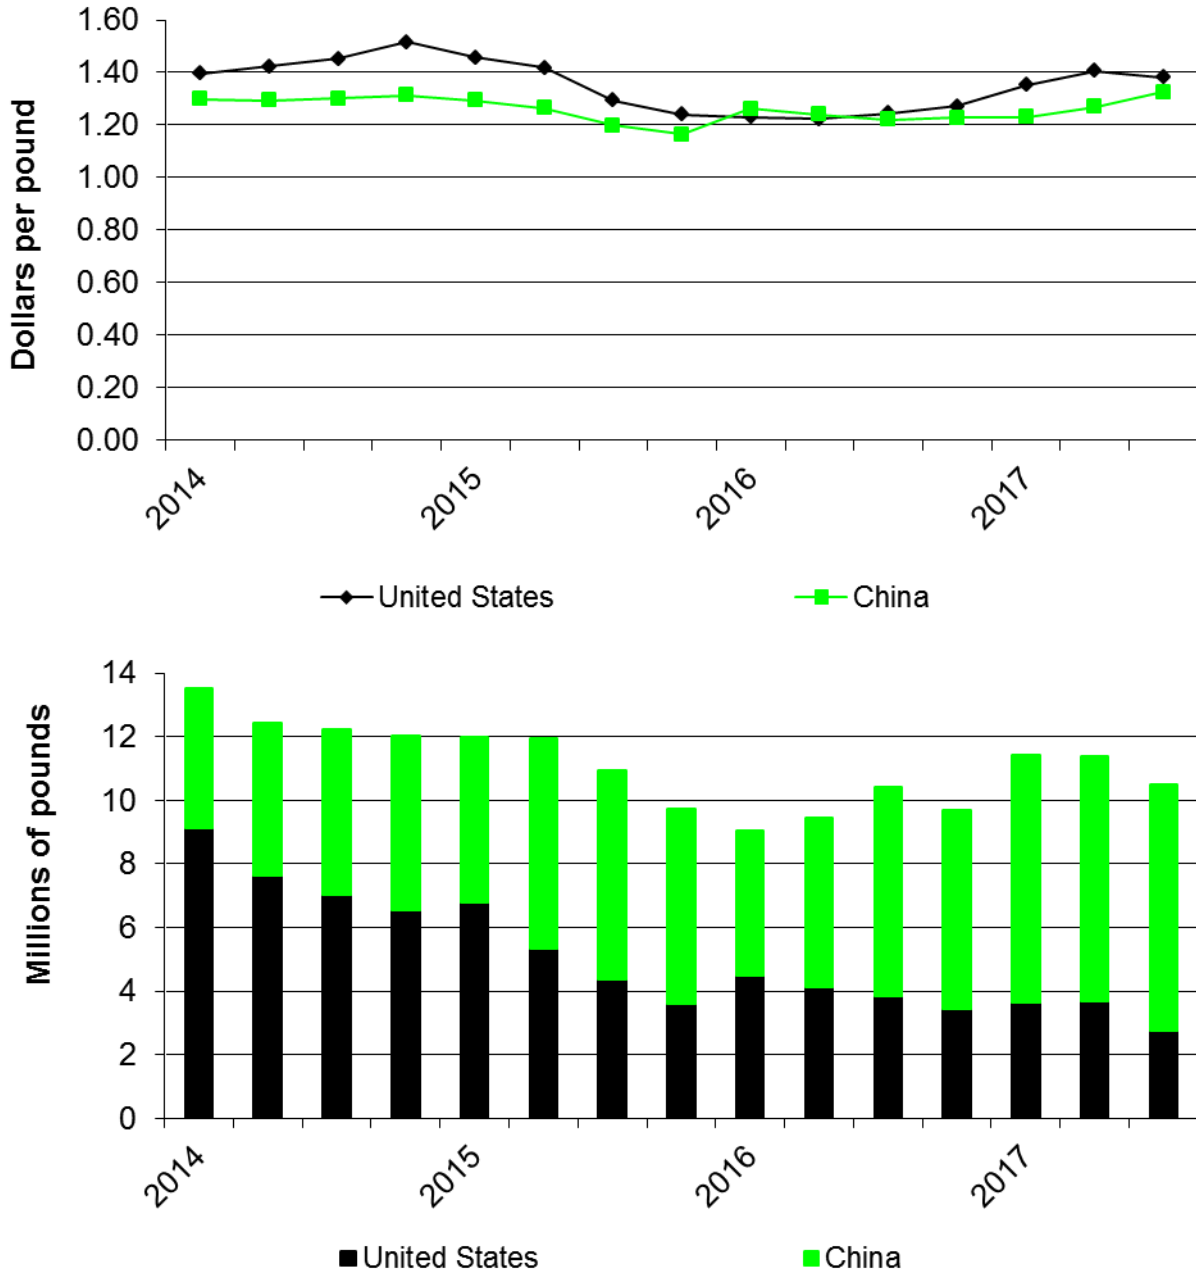 Dollars per pound
1.60
1.40
1.20
1.00
0.80
0.60
0.40
0.20
0.00
2014 2015 2016 2017
United States China
Millions of pounds
14
12
10
8
6
4
2
0
2014 2015 2016 2017
United States China